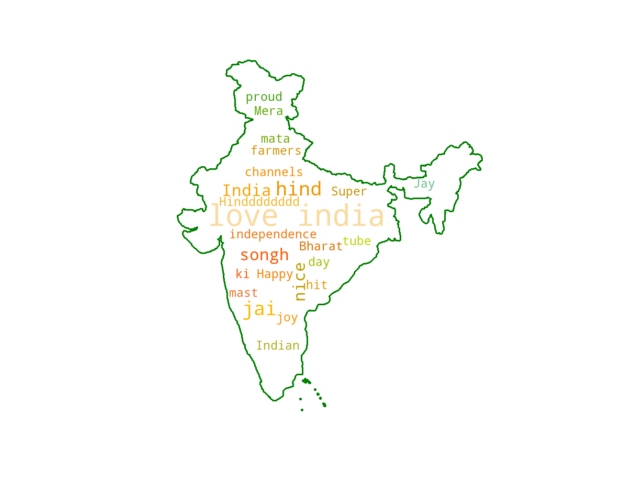 proud
Mera
mata
farmers
channels
Jay
India hind Super
Hinddddddddd
love india
independence
Bharat tube
songh
day
ki Happy
nice
hit
mast
jai
joy
Indian